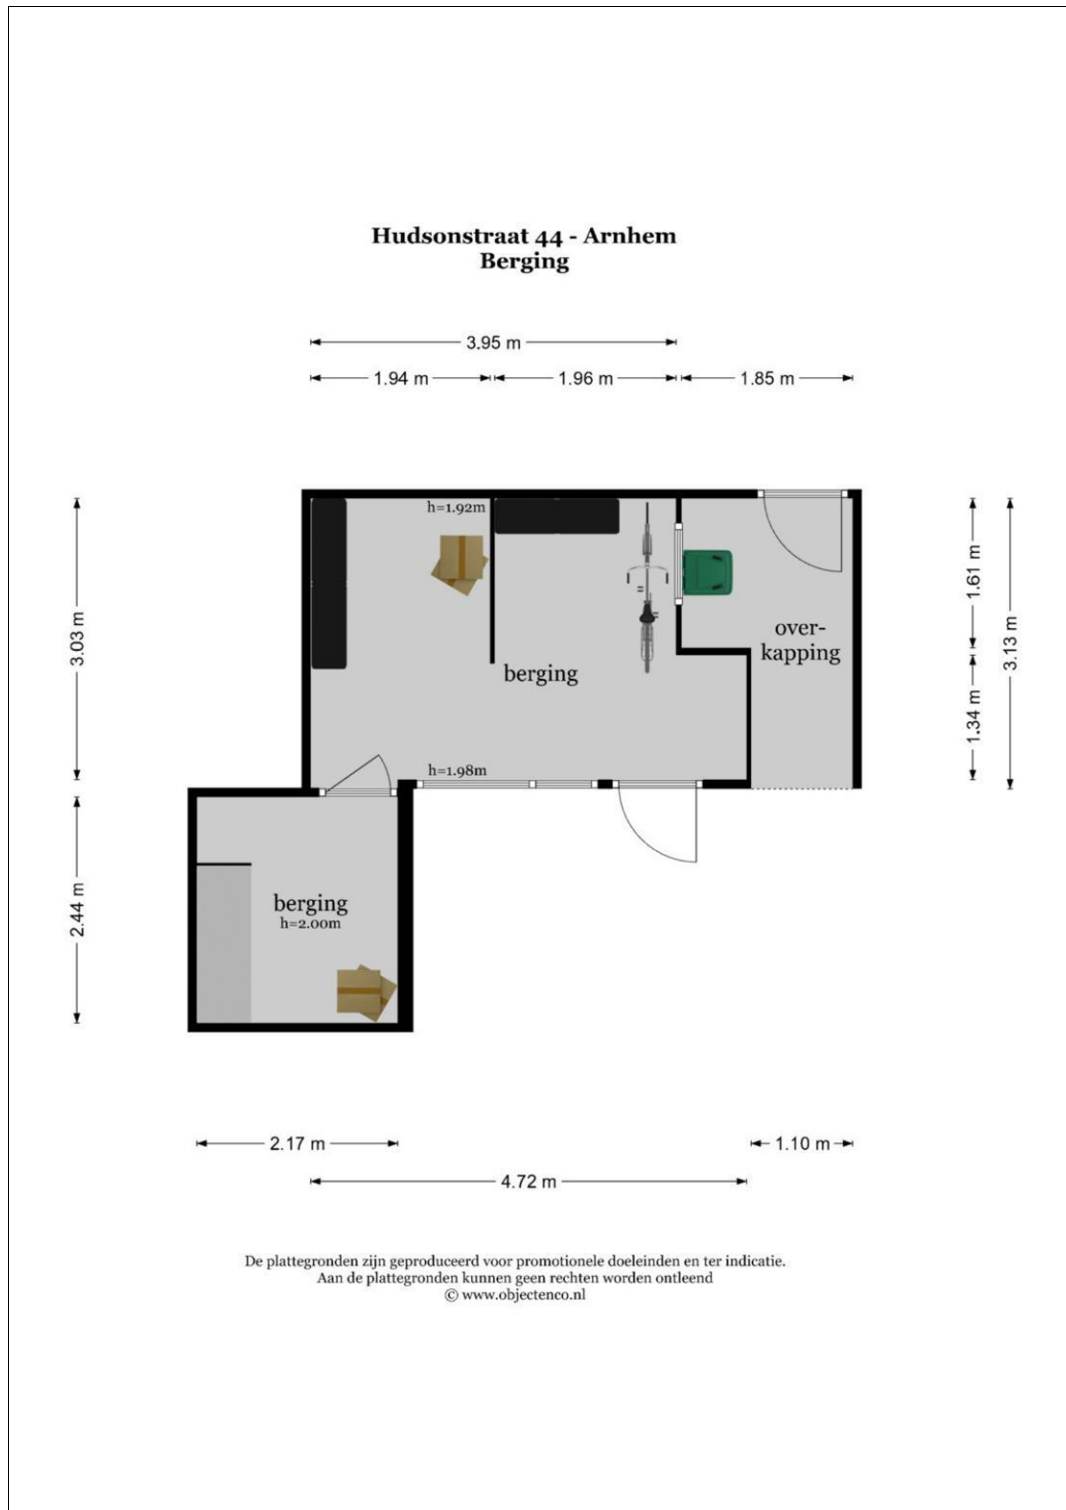 Hudsonstraat 44 - Arnhem
Berging
3.95 m
1.94 m
1.96 m
1.85 m
h=1.92m
3.03 m
1.61 m
3.13 m
over-
kapping
berging
1.34 m
h=1.98m
2.44 m
berging
h=2.00m
2.17 m
1.10 m
4.72 m
De plattegronden zijn geproduceerd voor promotionele doeleinden en ter indicatie.
Aan de plattegronden kunnen geen rechten worden ontleend
© www.objectenco.nl